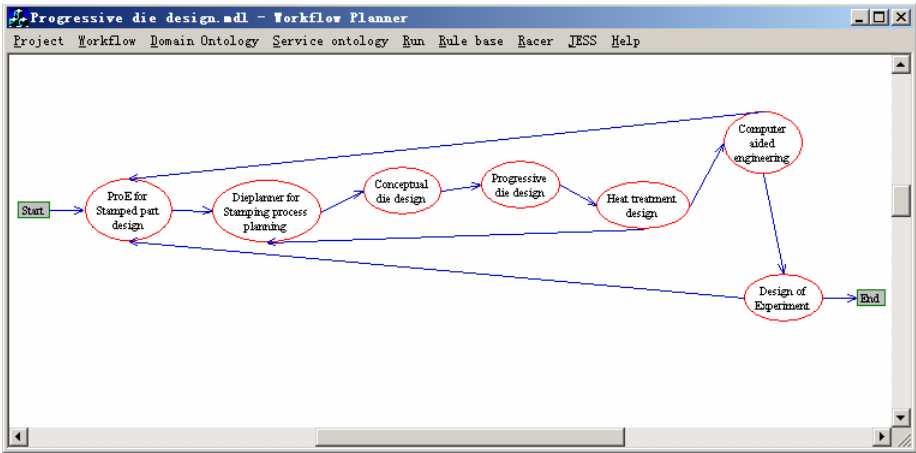 Progressive die design.mdl - Workflow Planner
Project Workflow Domain Ontology Service ontology Run Rule base Racer JESS Help
Start
ProE for
Stamped part
design
Dieplanner for
Stamping process
planning
Conceptual
die design
Progressive
die design
Heat treatment
design
Computer
aided
engineering
Design of
Experiment
End